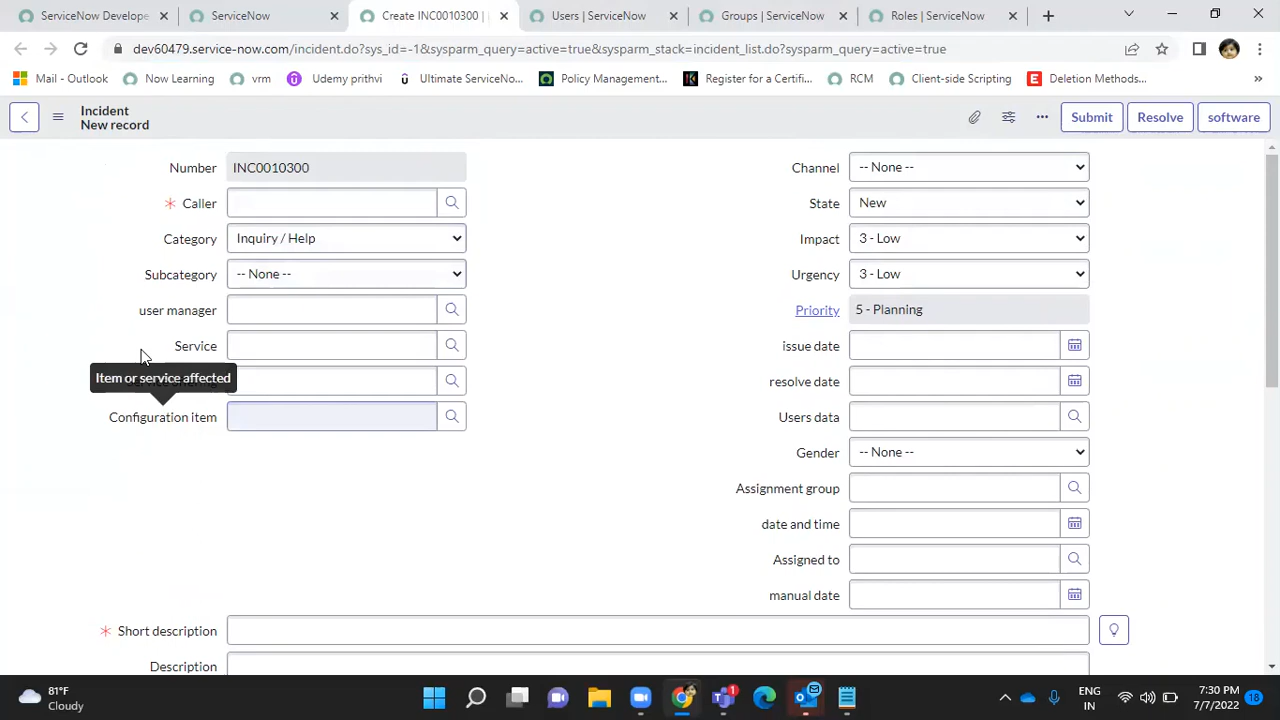 ServiceNow Develope
ServiceNow
Create INC0010300 |
Users | ServiceNow
Groups | ServiceNow
Roles | ServiceNow
dev60479.service-now.com/incident.do?sys_id=-1&sysparm_query=active=true&sysparm_stack=incident_list.do?sysparm_query=active=true
Mail - Outlook
Now Learning
vrm
Udemy prithvi
Ultimate ServiceNo...
Policy Management...
Register for a Certifi...
RCM
Client-side Scripting
Deletion Methods...
Incident
New record
Submit
Resolve
software
Number INC0010300
Channel -- None --
* Caller
State New
Category Inquiry / Help
Impact 3 - Low
Subcategory -- None --
Urgency 3 - Low
user manager
Priority 5 - Planning
Service
issue date
Item or service affected
resolve date
Configuration item
Users data
Gender -- None --
Assignment group
date and time
Assigned to
manual date
* Short description
Description
81°F
Cloudy
1
ENG
IN
7:30 PM
7/7/2022
18